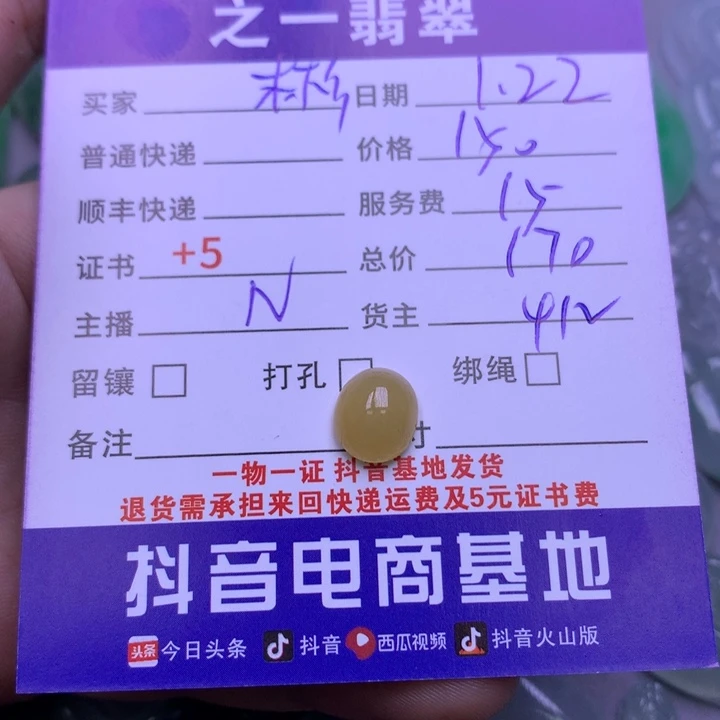 之一翡翠
买家 日期 1.22
普通快递 价格 150
顺丰快递 服务费 15
证书 +5 总价 170
主播 N 货主 412
留镶 打孔 绑绳
备注 寸
一物一证 抖音基地发货
退货需承担来回快递运费及5元证书费
抖音电商基地
头条 今日头条 抖音 西瓜视频 抖音火山版